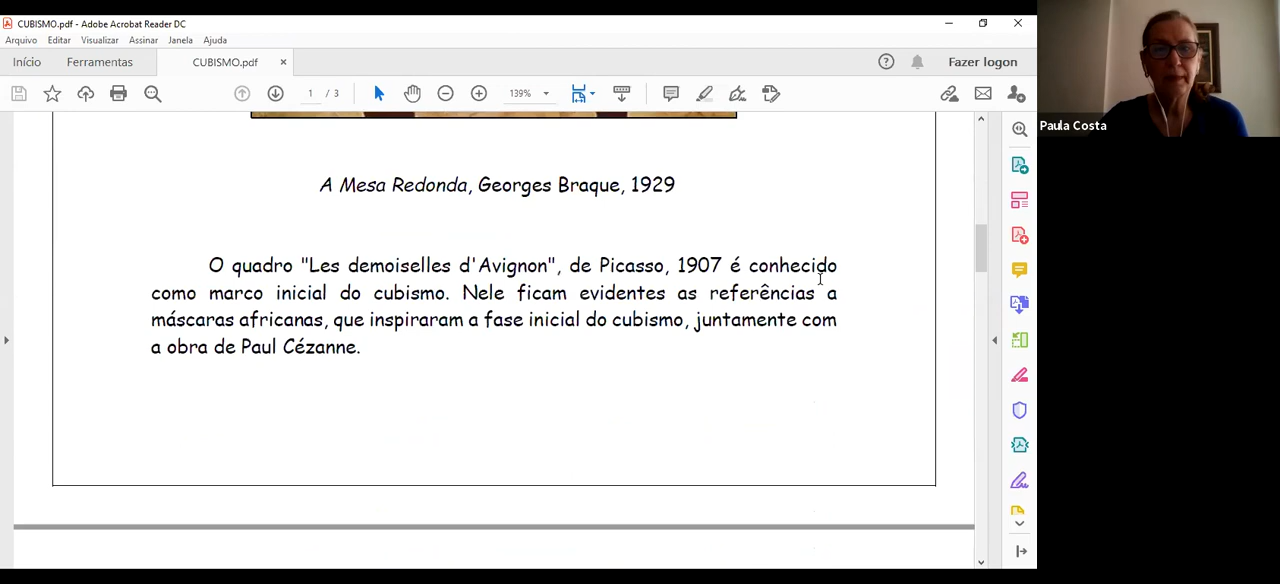 CUBISMO.pdf - Adobe Acrobat Reader DC
Arquivo Editar Visualizar Assinar Janela Ajuda
Início Ferramentas CUBISMO.pdf × Fazer logon
1 / 3 139%
Paula Costa
A Mesa Redonda, Georges Braque, 1929
O quadro "Les demoiselles d'Avignon", de Picasso, 1907 é conhecido
como marco inicial do cubismo. Nele ficam evidentes as referências a
máscaras africanas, que inspiraram a fase inicial do cubismo, juntamente com
a obra de Paul Cézanne.